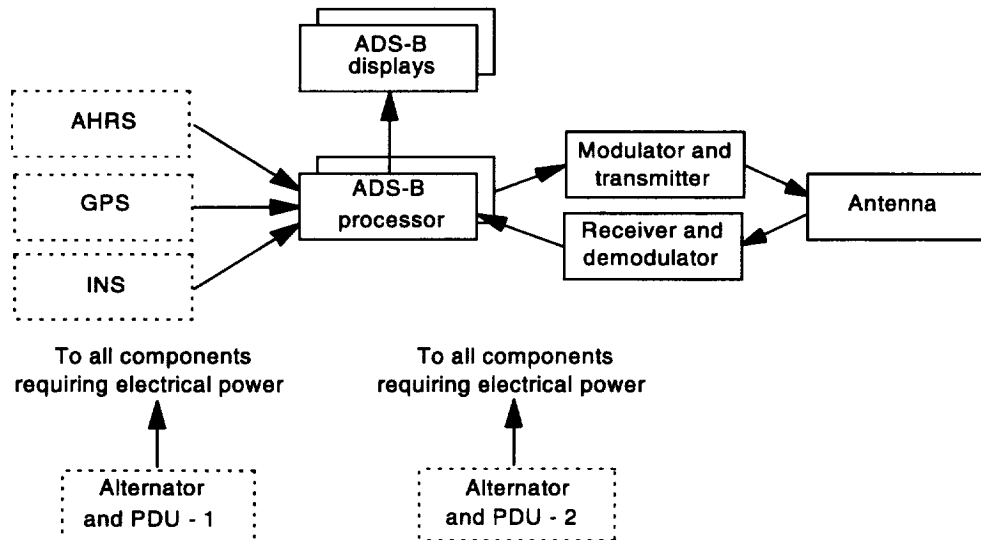 ADS-B
displays
AHRS
GPS
INS
ADS-B
processor
Modulator and
transmitter
Receiver and
demodulator
Antenna
To all components
requiring electrical power
To all components
requiring electrical power
Alternator
and PDU - 1
Alternator
and PDU - 2